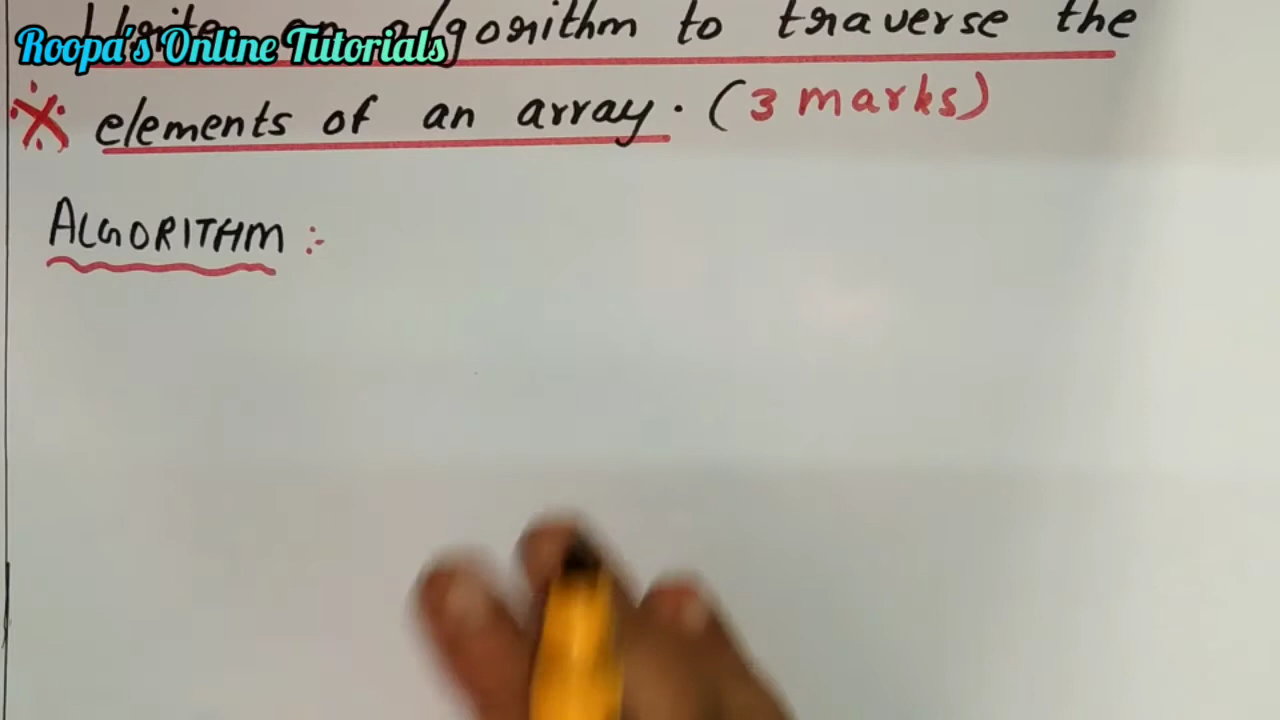 Roopa's Online Tutorials
algorithm to traverse the
elements of an array. (3 marks)
ALGORITHM :-